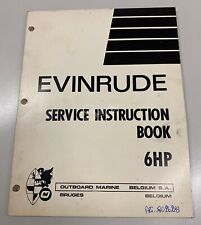 EVINRUDE
SERVICE INSTRUCTION
BOOK
6HP
OUTBOARD MARINE BELGIUM S.A.
BRUGES BELGIUM